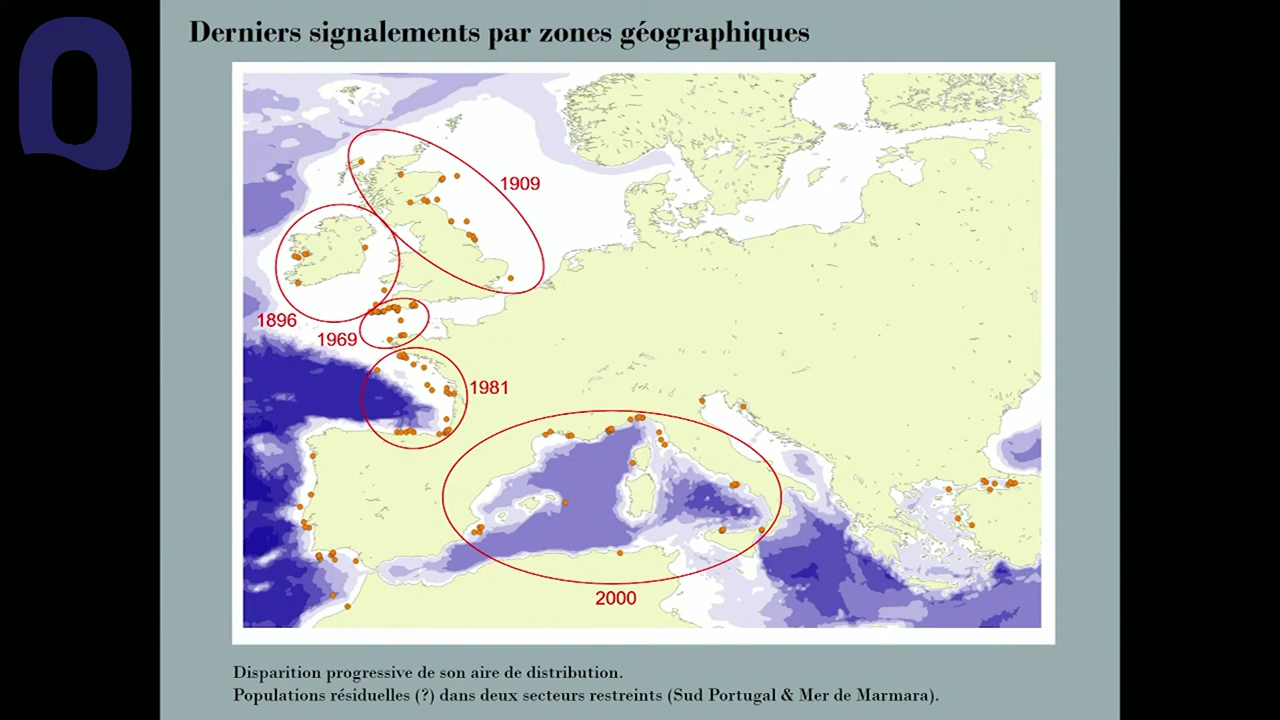 Derniers signalements par zones géographiques
1909
1896
1969
1981
2000
Disparition progressive de son aire de distribution.
Populations résiduelles (?) dans deux secteurs restreints (Sud Portugal & Mer de Marmara).